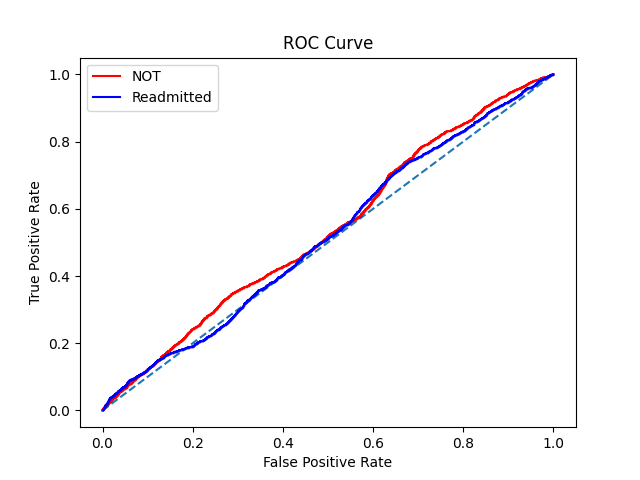 ROC Curve
NOT
Readmitted
1.0
0.8
0.6
0.4
0.2
0.0
True Positive Rate
0.0 0.2 0.4 0.6 0.8 1.0
False Positive Rate